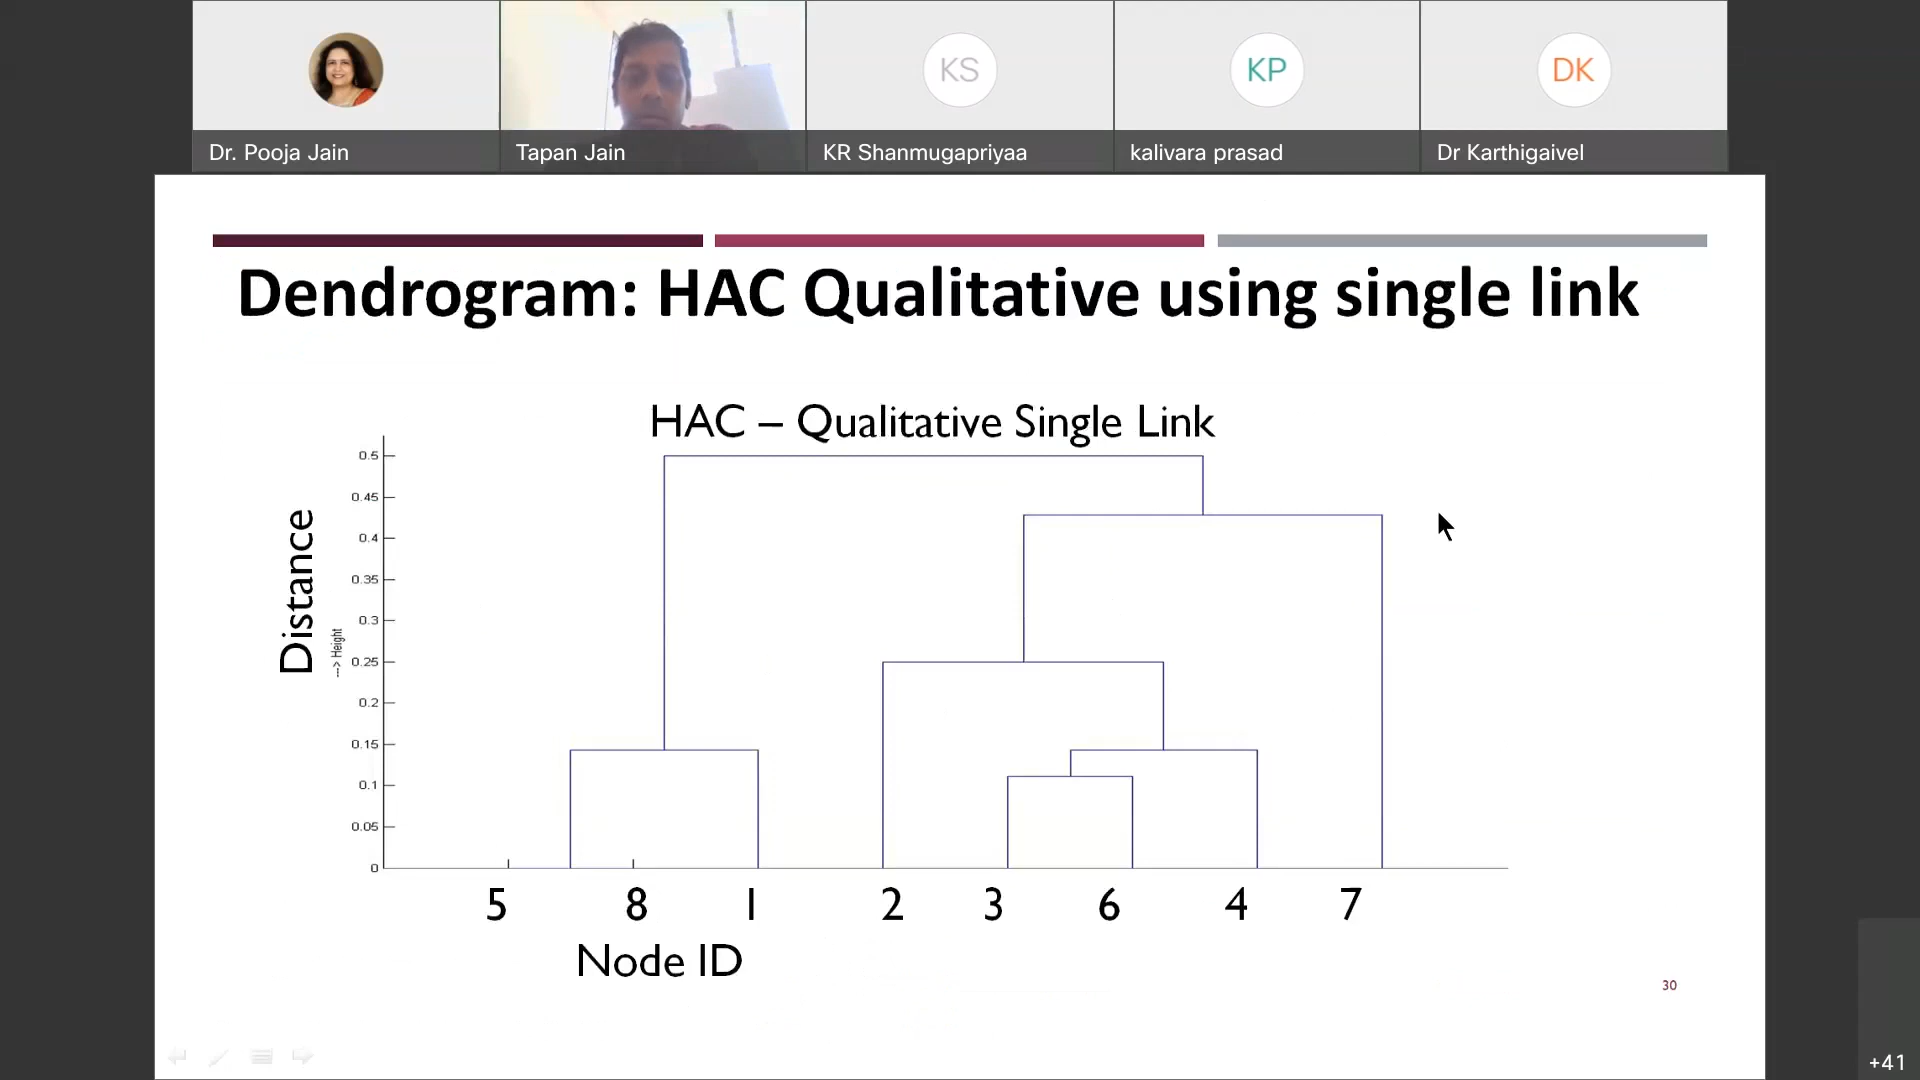 KS
KP
DK
Dr. Pooja Jain
Tapan Jain
KR Shanmugapriyaa
kalivara prasad
Dr Karthigaivel
Dendrogram: HAC Qualitative using single link
HAC – Qualitative Single Link
Distance
---> Height
0.5
0.45
0.4
0.35
0.3
0.25
0.2
0.15
0.1
0.05
0
5 8 1 2 3 6 4 7
Node ID
30
+41